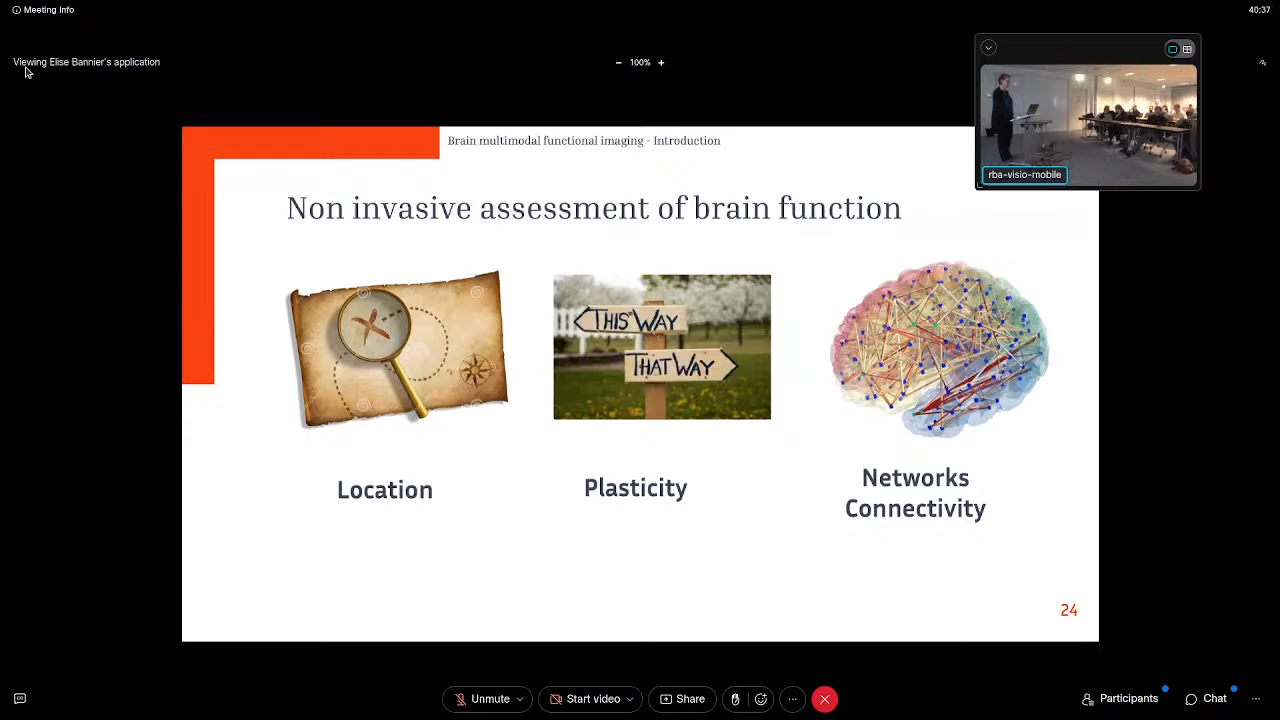 Meeting Info
40:37
Viewing Elise Bannier's application
100%
rba-visio-mobile
Brain multimodal functional imaging - Introduction
Non invasive assessment of brain function
THIS WAY
THAT WAY
Location
Plasticity
Networks
Connectivity
24
Unmute
Start video
Share
Participants
Chat